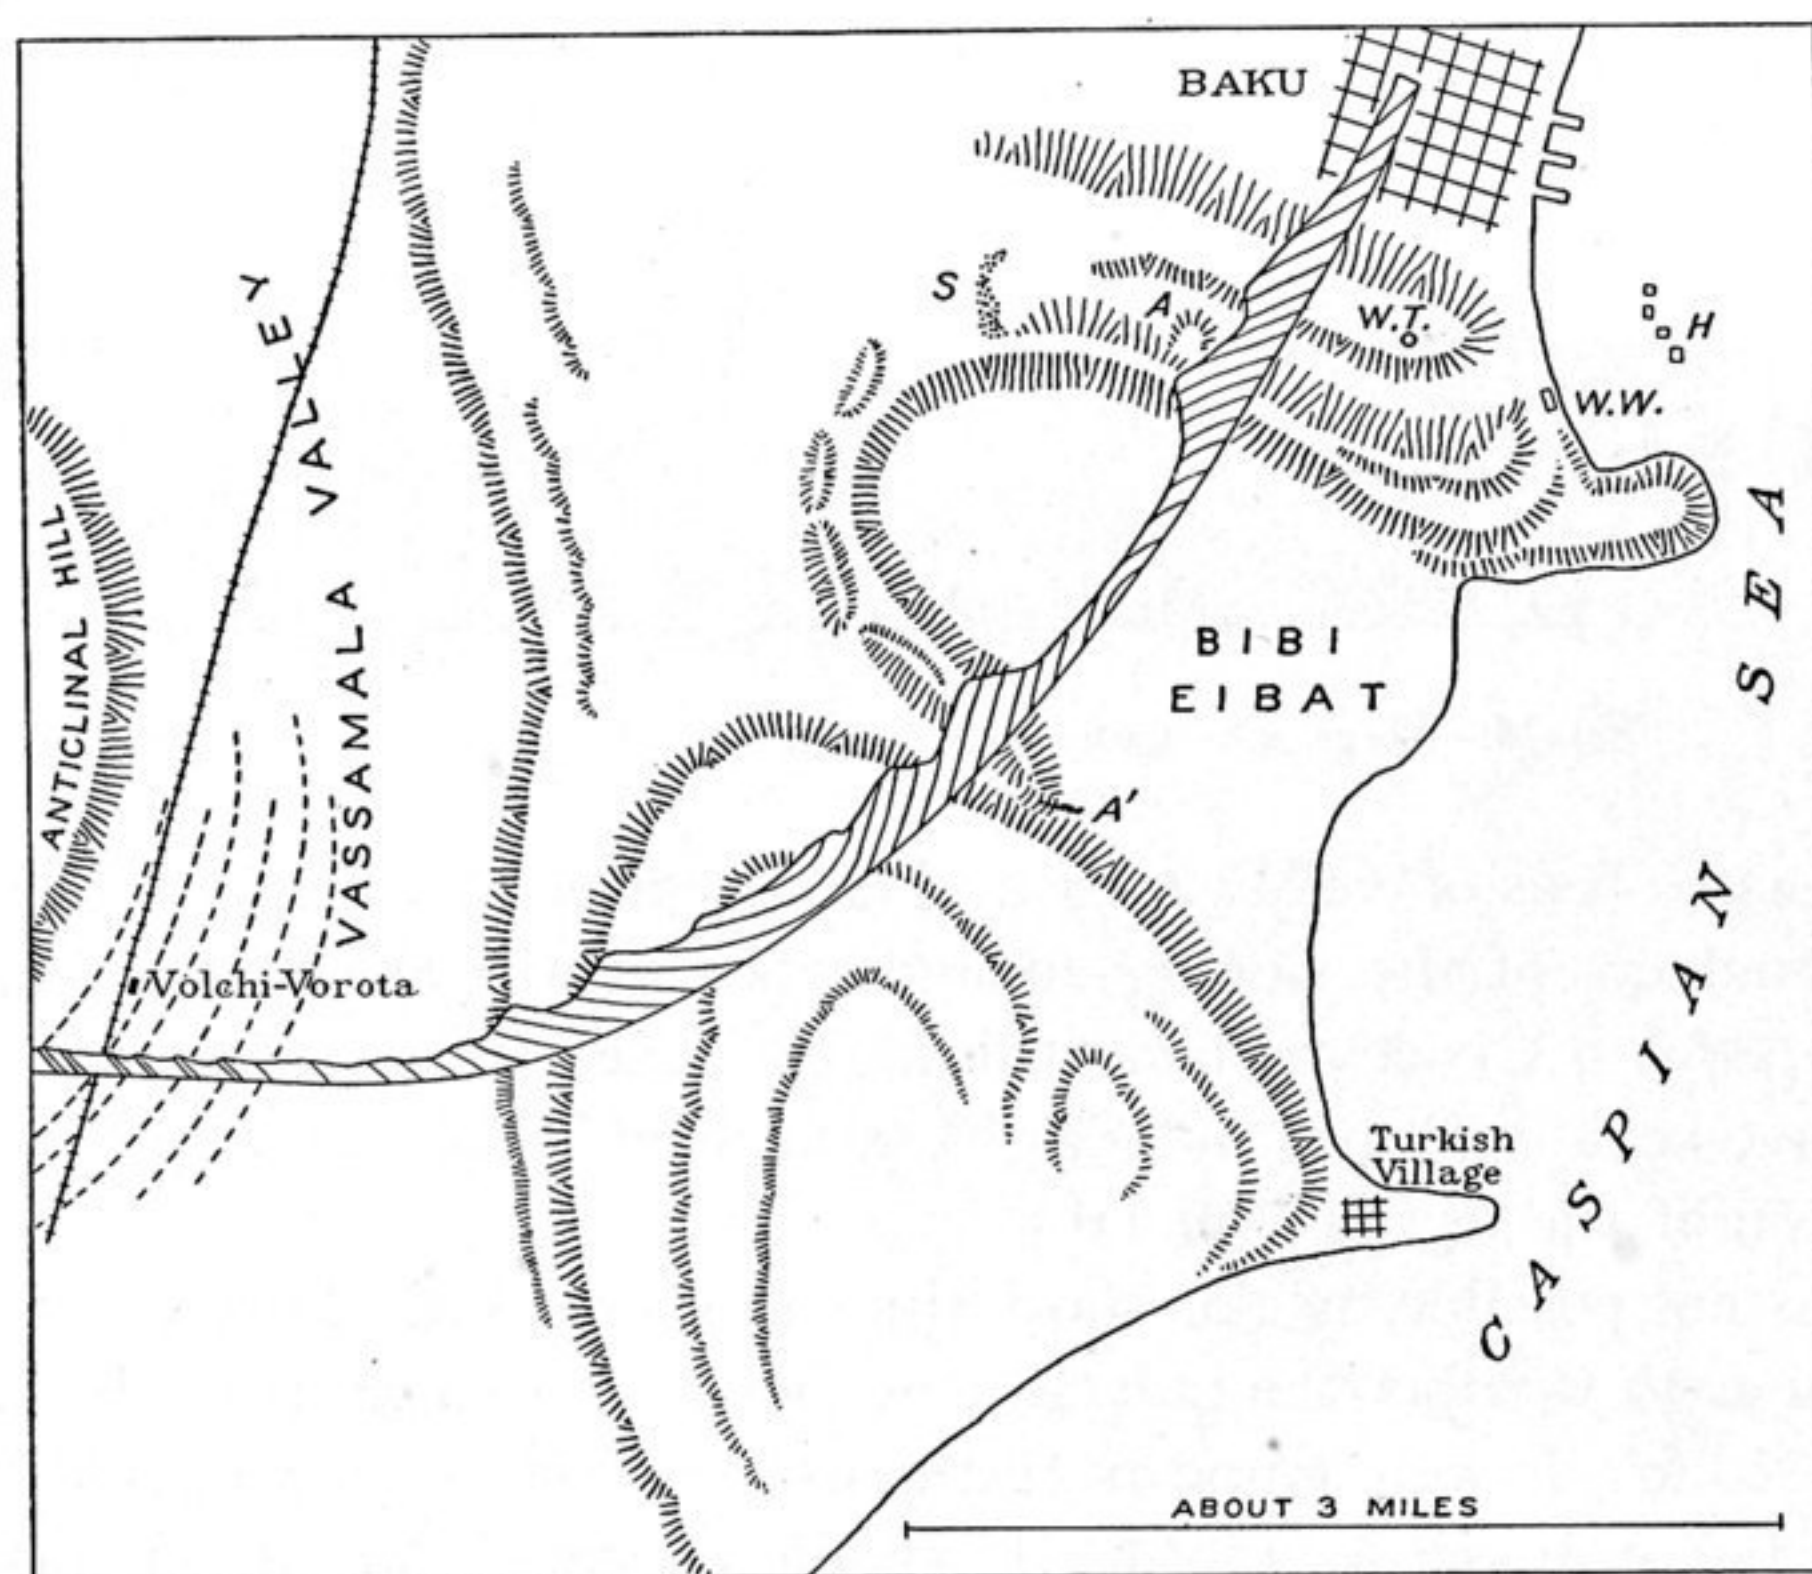 BAKU
S
A
W.T.
H
W.W.
VASSAMALA VALLEY
ANTICLINAL HILL
BIBI
EIBAT
A'
Volchi-Vorota
Turkish
Village
CASPIAN SEA
ABOUT 3 MILES